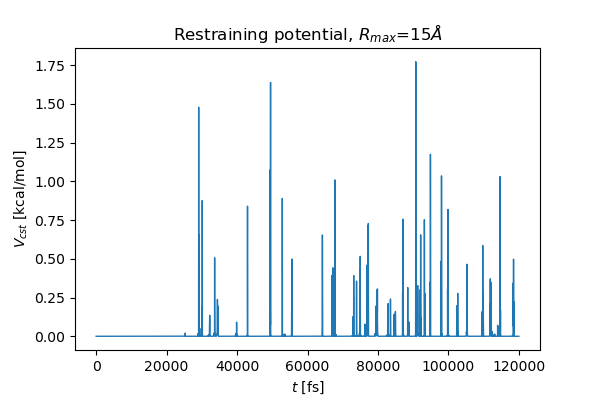 Restraining potential, $R_{max}$=15Å
1.75
1.50
1.25
1.00
0.75
0.50
0.25
0.00
$V_{cst}$ [kcal/mol]
0 20000 40000 60000 80000 100000 120000
t [fs]